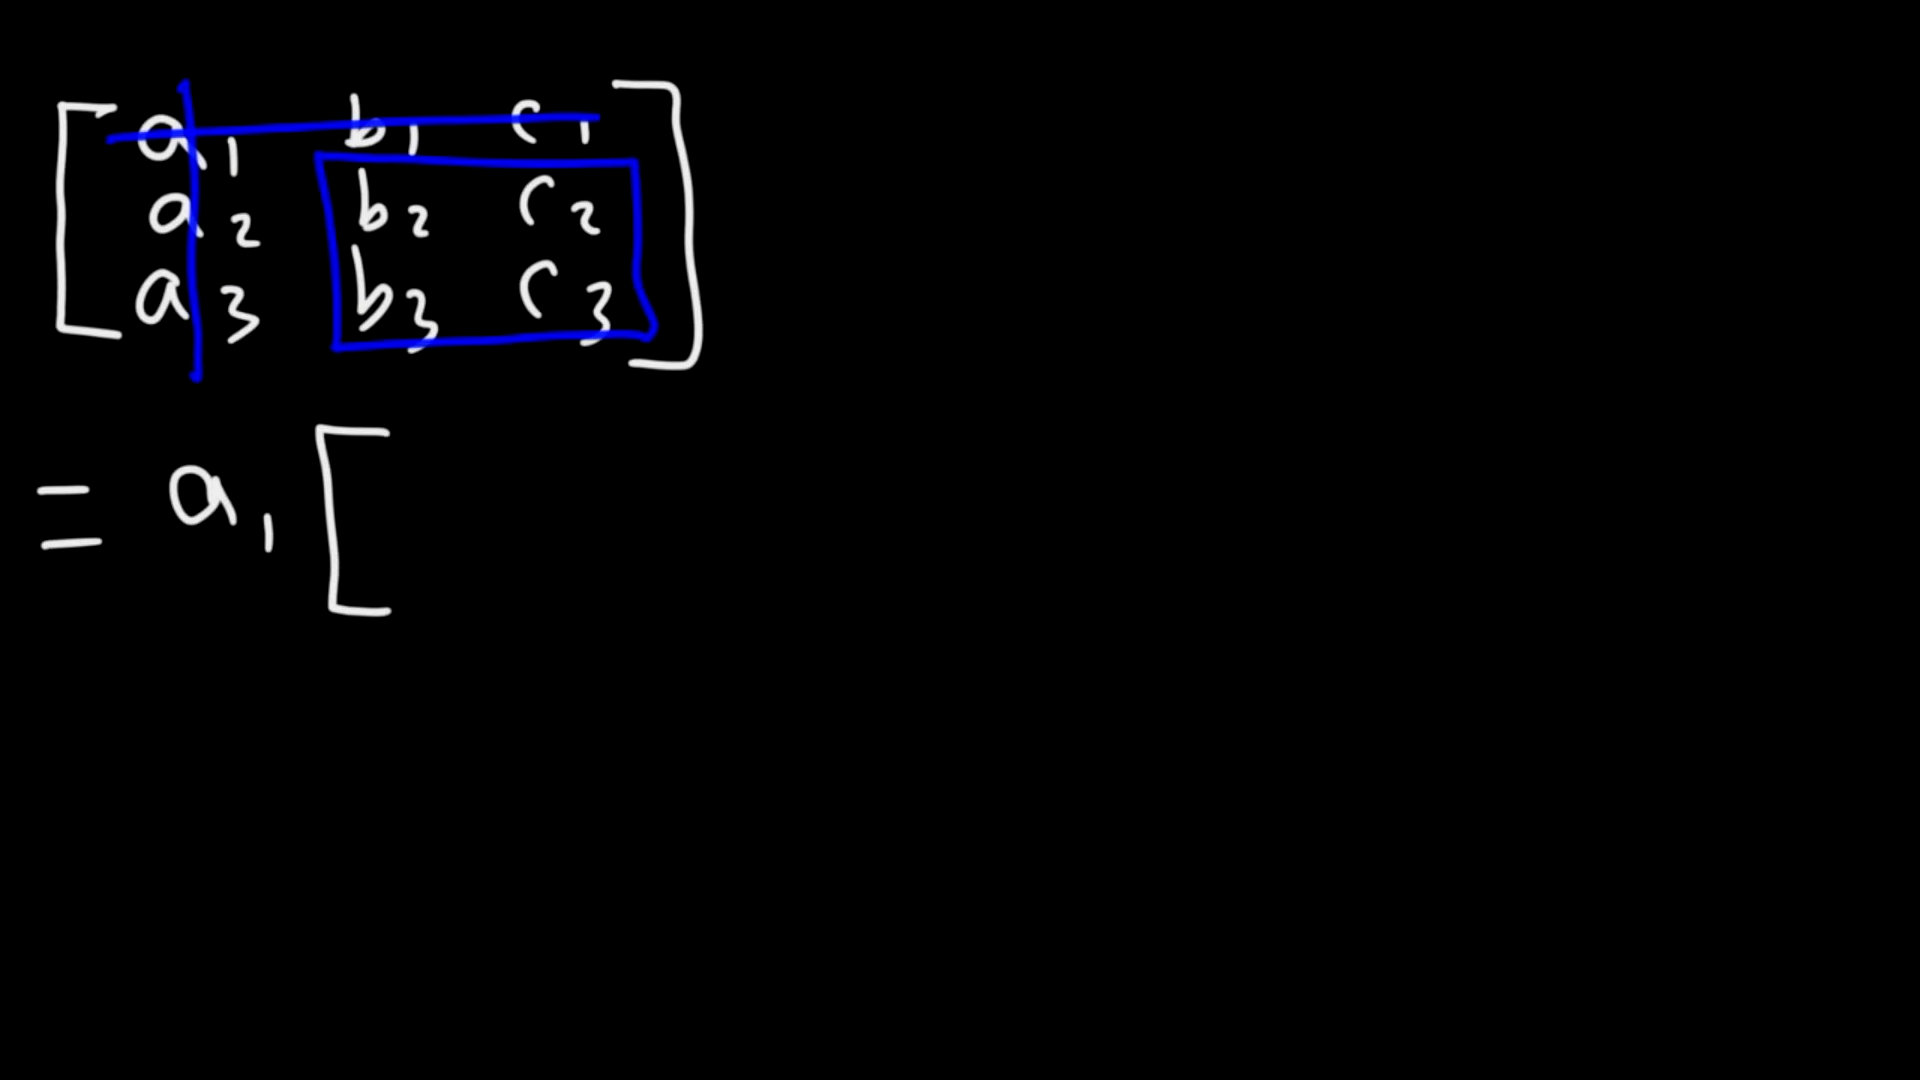 [ a₁ b₁ c₁ ]
a₂ b₂ c₂
a₃ b₃ c₃
= a₁ [